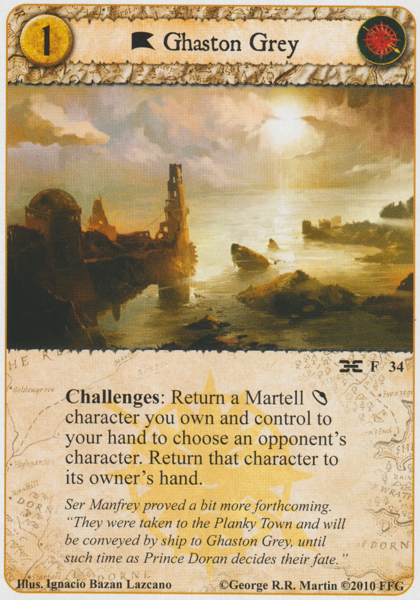 1
Ghaston Grey
F 34
Challenges: Return a Martell
character you own and control to
your hand to choose an opponent's
character. Return that character to
its owner's hand.
Ser Manfrey proved a bit more forthcoming.
"They were taken to the Planky Town and will
be conveyed by ship to Ghaston Grey, until
such time as Prince Doran decides their fate."
Illus. Ignacio Bazan Lazcano ©George R.R. Martin ©2010 FFG